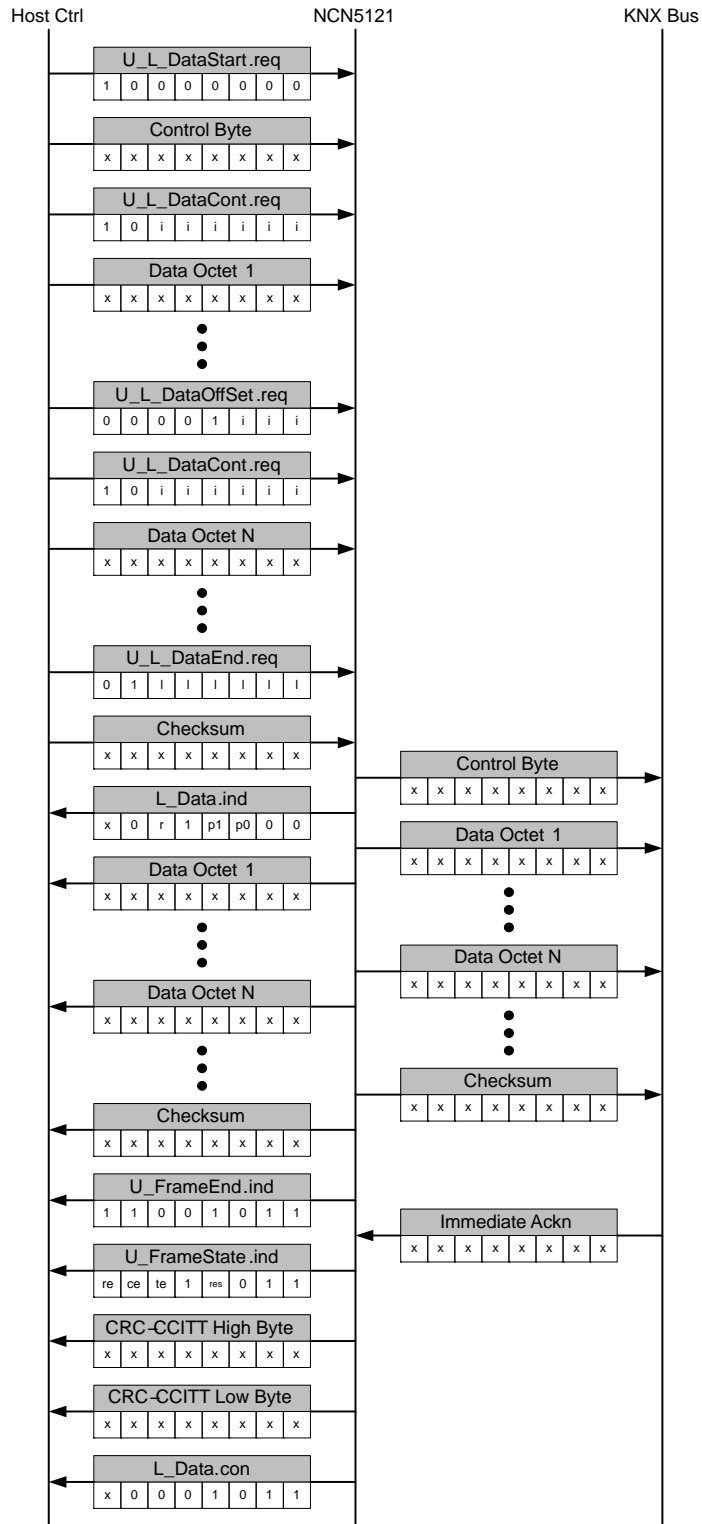 Host Ctrl NCN5121 KNX Bus
U_L_DataStart.req
1 0 0 0 0 0 0 0
Control Byte
x x x x x x x x
U_L_DataCont.req
1 0 i i i i i i
Data Octet 1
x x x x x x x x
U_L_DataOffSet.req
0 0 0 0 1 i i i
U_L_DataCont.req
1 0 i i i i i i
Data Octet N
x x x x x x x x
U_L_DataEnd.req
0 1 l l l l l l
Checksum
x x x x x x x x
Control Byte
x x x x x x x x
L_Data.ind
x 0 r 1 p1 p0 0 0
Data Octet 1
x x x x x x x x
Data Octet 1
x x x x x x x x
Data Octet N
x x x x x x x x
Data Octet N
x x x x x x x x
Checksum
x x x x x x x x
Checksum
x x x x x x x x
U_FrameEnd.ind
1 1 0 0 1 0 1 1
Immediate Ackn
x x x x x x x x
U_FrameState.ind
re ce te 1 res 0 1 1
CRC-CCITT High Byte
x x x x x x x x
CRC-CCITT Low Byte
x x x x x x x x
L_Data.con
x 0 0 0 1 0 1 1